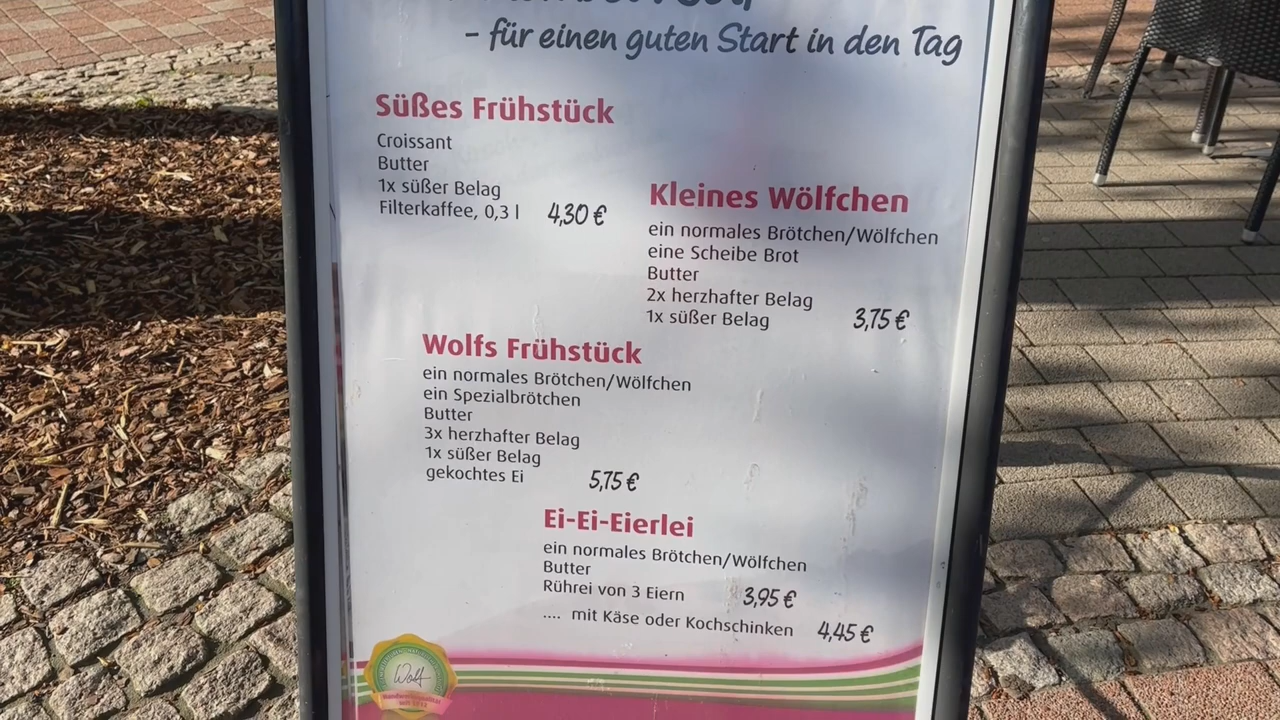 - für einen guten Start in den Tag
Süßes Frühstück
Croissant
Butter
1x süßer Belag
Filterkaffee, 0,3 l 4,30 €
Kleines Wölfchen
ein normales Brötchen/Wölfchen
eine Scheibe Brot
Butter
2x herzhafter Belag
1x süßer Belag 3,75 €
Wolfs Frühstück
ein normales Brötchen/Wölfchen
ein Spezialbrötchen
Butter
3x herzhafter Belag
1x süßer Belag
gekochtes Ei 5,75 €
Ei-Ei-Eierlei
ein normales Brötchen/Wölfchen
Butter
Rührei von 3 Eiern 3,95 €
.... mit Käse oder Kochschinken 4,45 €
Wolf